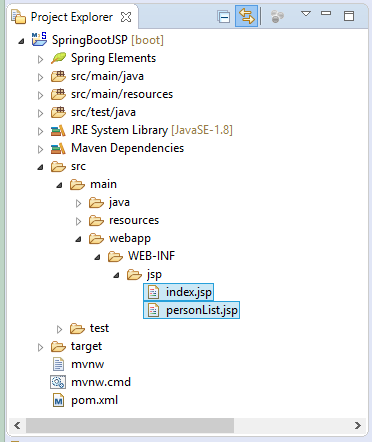 Project Explorer
SpringBootJSP [boot]
Spring Elements
src/main/java
src/main/resources
src/test/java
JRE System Library [JavaSE-1.8]
Maven Dependencies
src
main
java
resources
webapp
WEB-INF
jsp
index.jsp
personList.jsp
test
target
mvnw
mvnw.cmd
pom.xml